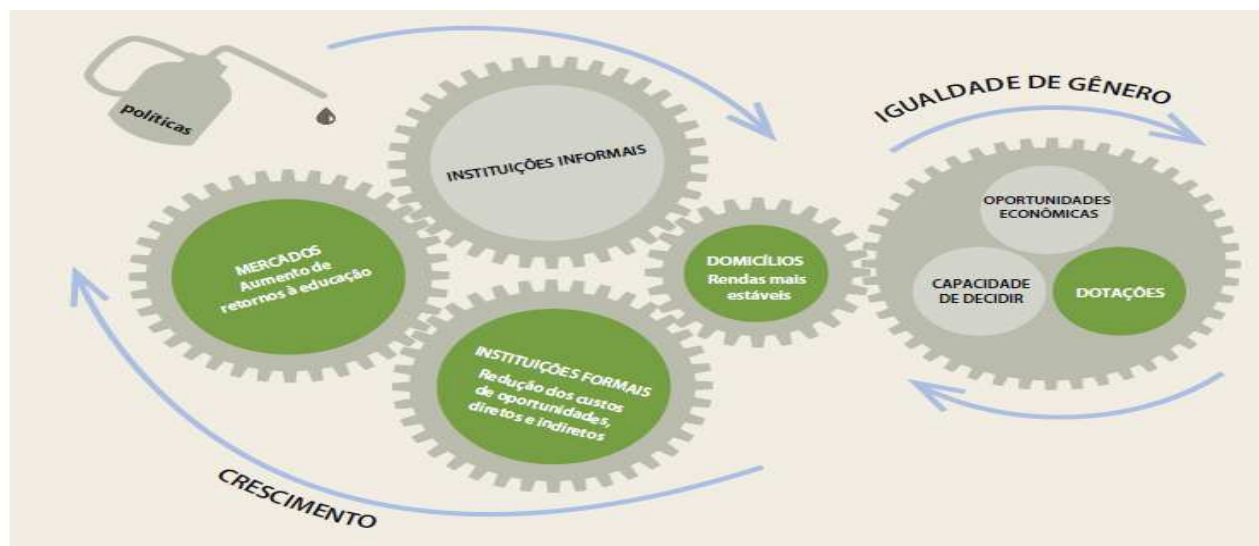 políticas
INSTITUIÇÕES INFORMAIS
IGUALDADE DE GÊNERO
MERCADOS
Aumento de
retornos à educação
DOMICÍLIOS
Rendas mais
estáveis
OPORTUNIDADES
ECONÔMICAS
CAPACIDADE
DE DECIDIR
DOTAÇÕES
INSTITUIÇÕES FORMAIS
Redução dos custos
de oportunidades,
diretos e indiretos
CRESCIMENTO